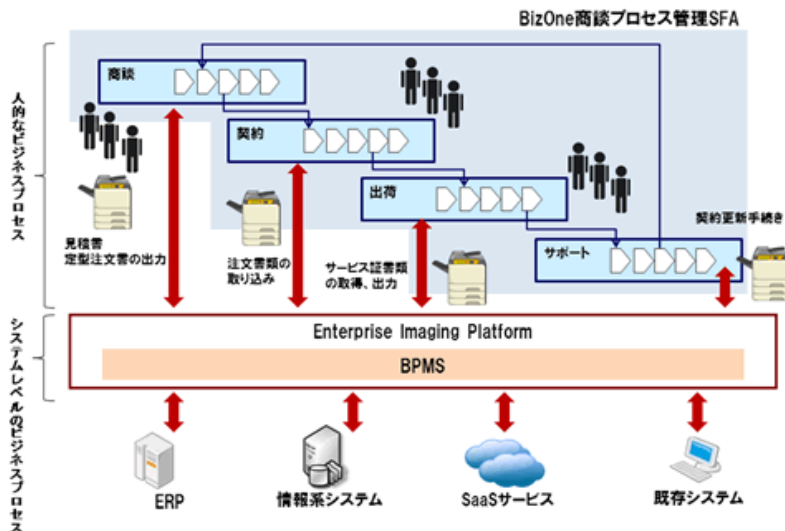 BizOne商談プロセス管理SFA
人的なビジネスプロセス
商談
契約
出荷
サポート
契約更新手続き
見積書
定型注文書の出力
注文書類の
取り込み
サービス証書類
の取得、出力
システムレベルのビジネスプロセス
Enterprise Imaging Platform
BPMS
ERP
情報系システム
SaaSサービス
既存システム